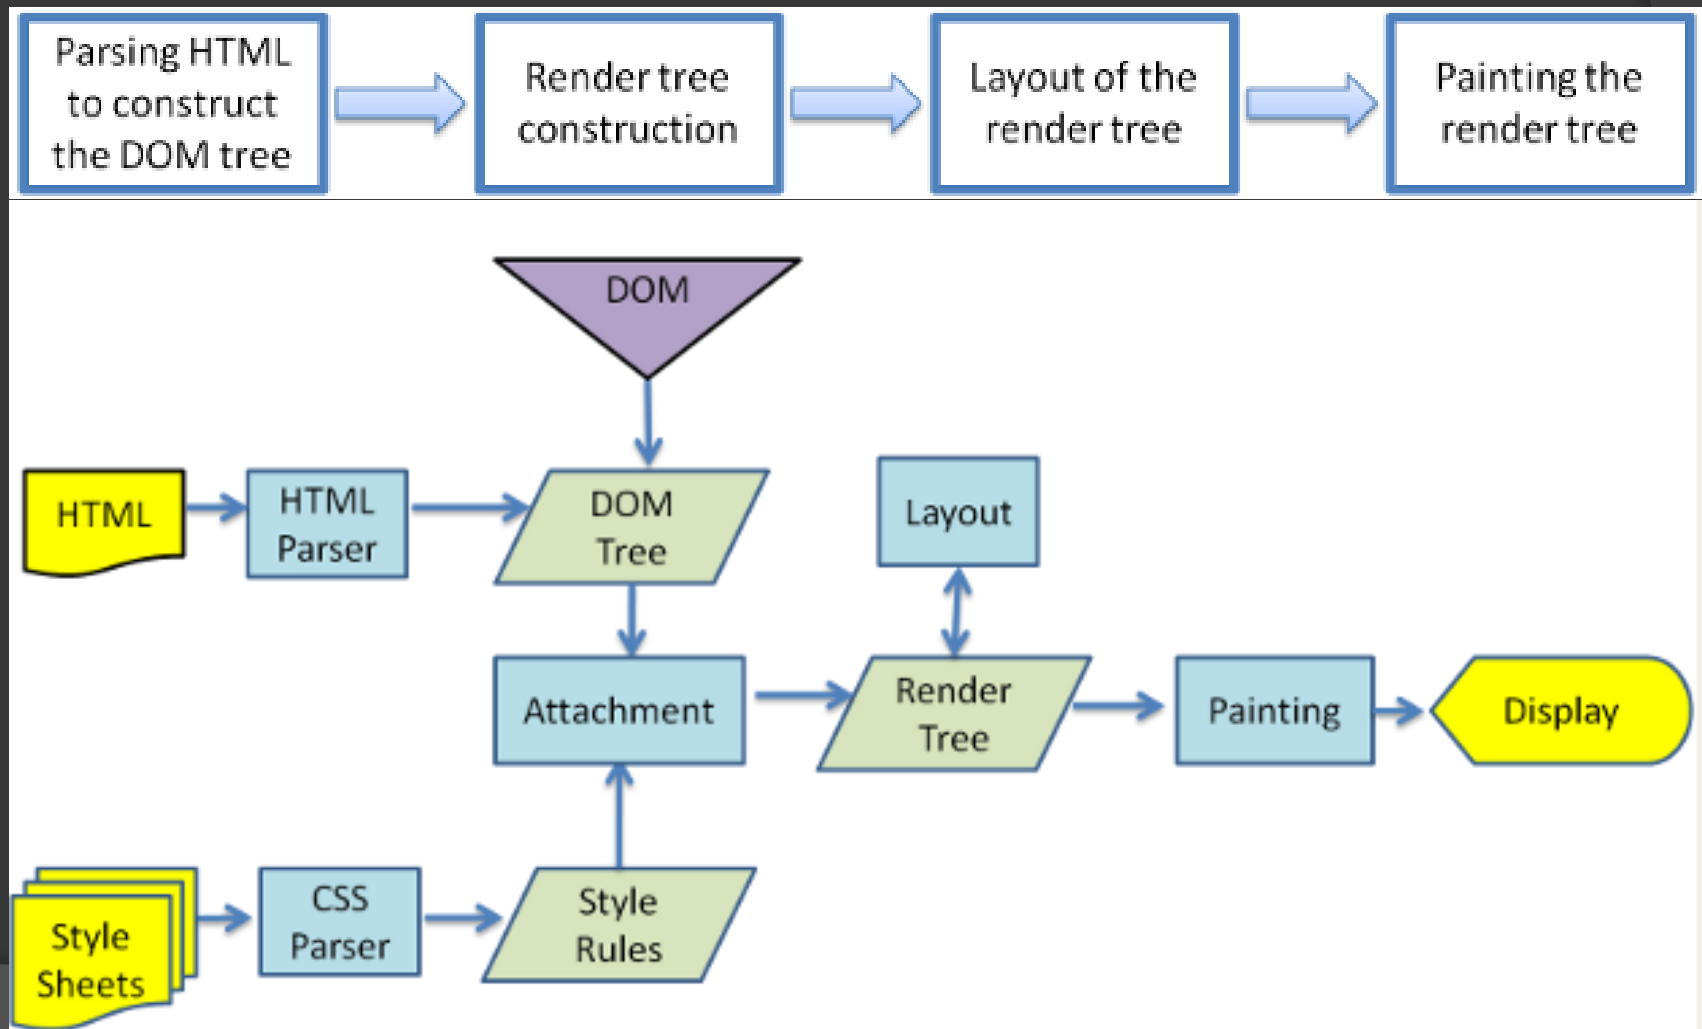 Parsing HTML
to construct
the DOM tree
Render tree
construction
Layout of the
render tree
Painting the
render tree
DOM
HTML
HTML
Parser
DOM
Tree
Layout
Attachment
Render
Tree
Painting
Display
Style
Sheets
CSS
Parser
Style
Rules